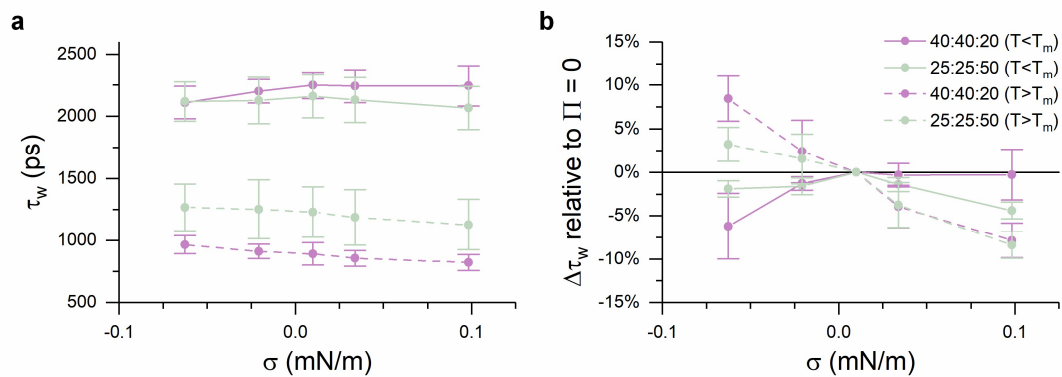 a
2500
2000
1500
1000
500
τw (ps)
-0.1
0.0
0.1
σ (mN/m)
b
15%
10%
5%
0%
-5%
-10%
-15%
Δτw relative to Π = 0
-0.1
0.0
0.1
σ (mN/m)
40:40:20 (T<Tm)
25:25:50 (T<Tm)
40:40:20 (T>Tm)
25:25:50 (T>Tm)